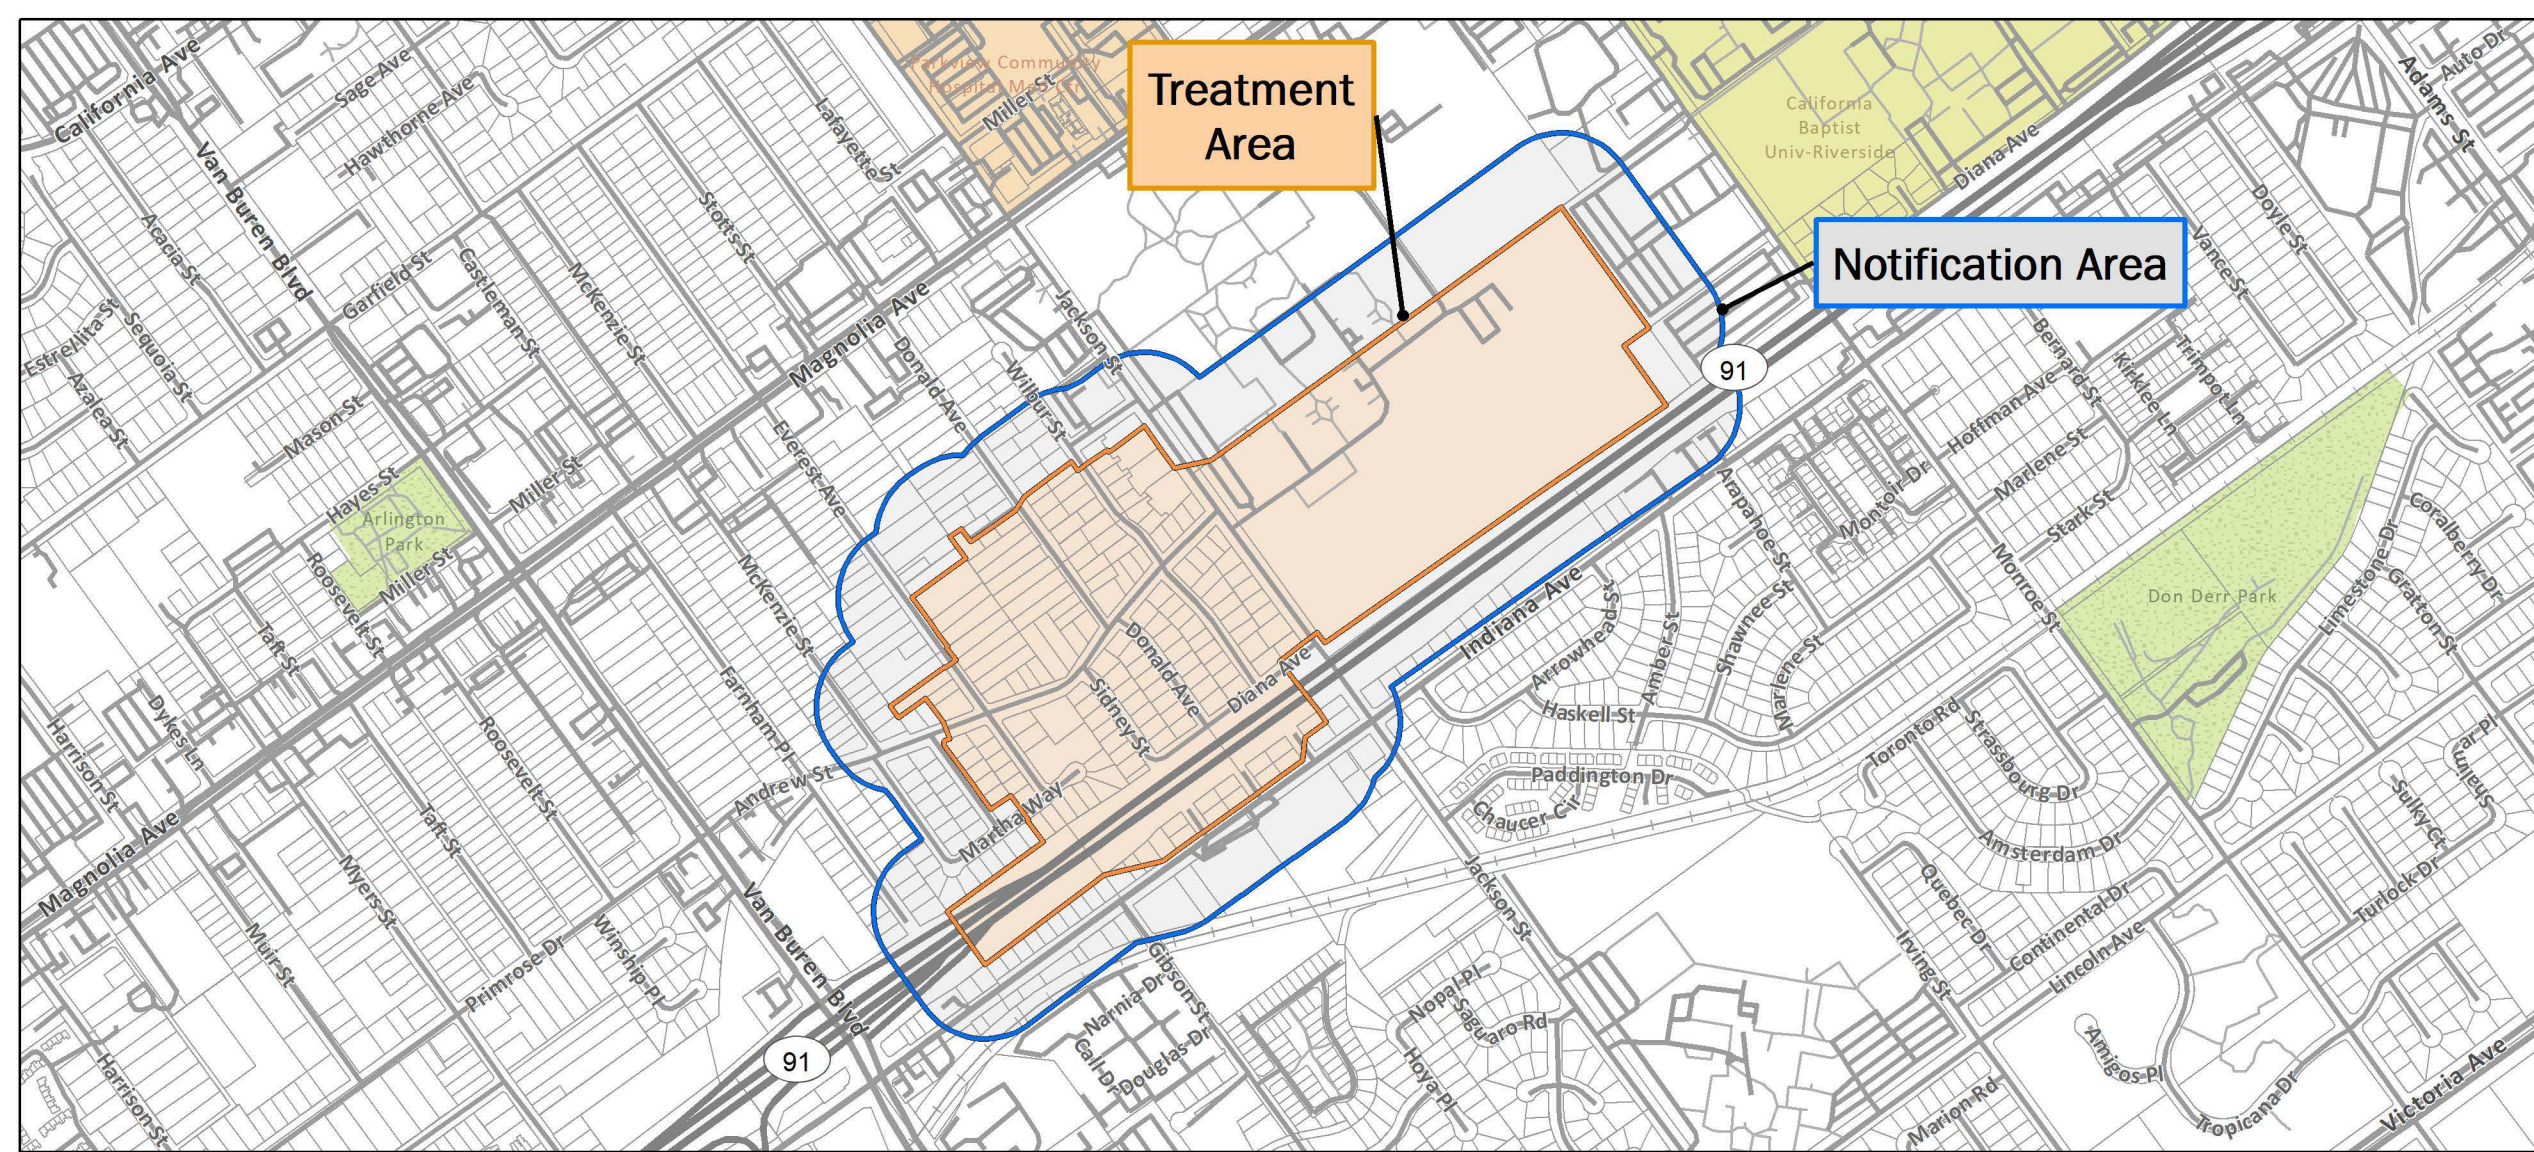 California Ave
Sage Ave
Hawthorne Ave
Van Buren Blvd
Acacia St
Garfield St
Castleman St
McKenzie St
Stotts St
Lafayette St
Parkview Community
Hospital Med Ctr
Miller St
Treatment
Area
California
Baptist
Univ-Riverside
Diana Ave
Adams St
Auto Dr
Notification Area
Doyle St
Vance St
Estrellita St
Sequoia St
Azalea St
Mason St
Magnolia Ave
Jackson St
Donald Ave
Wilbur St
91
Bernard St
Kirklee Ln
Trimpot Ln
Hoffman Ave
Marlene St
Hayes St
Arlington
Park
Miller St
Miller St
Everest Ave
Arapahoe St
Montoir Dr
Stark St
Coralberry Dr
Roosevelt St
Taft St
McKenzie St
Indiana Ave
Arrowhead St
Amber St
Shawnee St
Marlene St
Monroe St
Don Derr Park
Limestone Dr
Gratton St
Donald Ave
Diana Ave
Sidney St
Farnham Pl
Andrew St
Haskell St
Toronto Rd
Strassbourg Dr
Harrison St
Dykes Ln
Roosevelt St
Martha Way
Paddington Dr
Chaucer Cir
Amsterdam Dr
Sulky Ct
Turlock Dr
Magnolia Ave
Taft St
Myers St
Muir St
Primrose Dr
Winship Pl
Van Buren Blvd
Jackson St
Quebec Dr
Continental Dr
Lincoln Ave
Irving St
Gibson St
Narnia Dr
Call Dr
Douglas Dr
Nopal Pl
Saguaro Rd
Hoya Pl
91
Harrison St
Amigos Pl
Marion Rd
Tropicana Dr
Victoria Ave